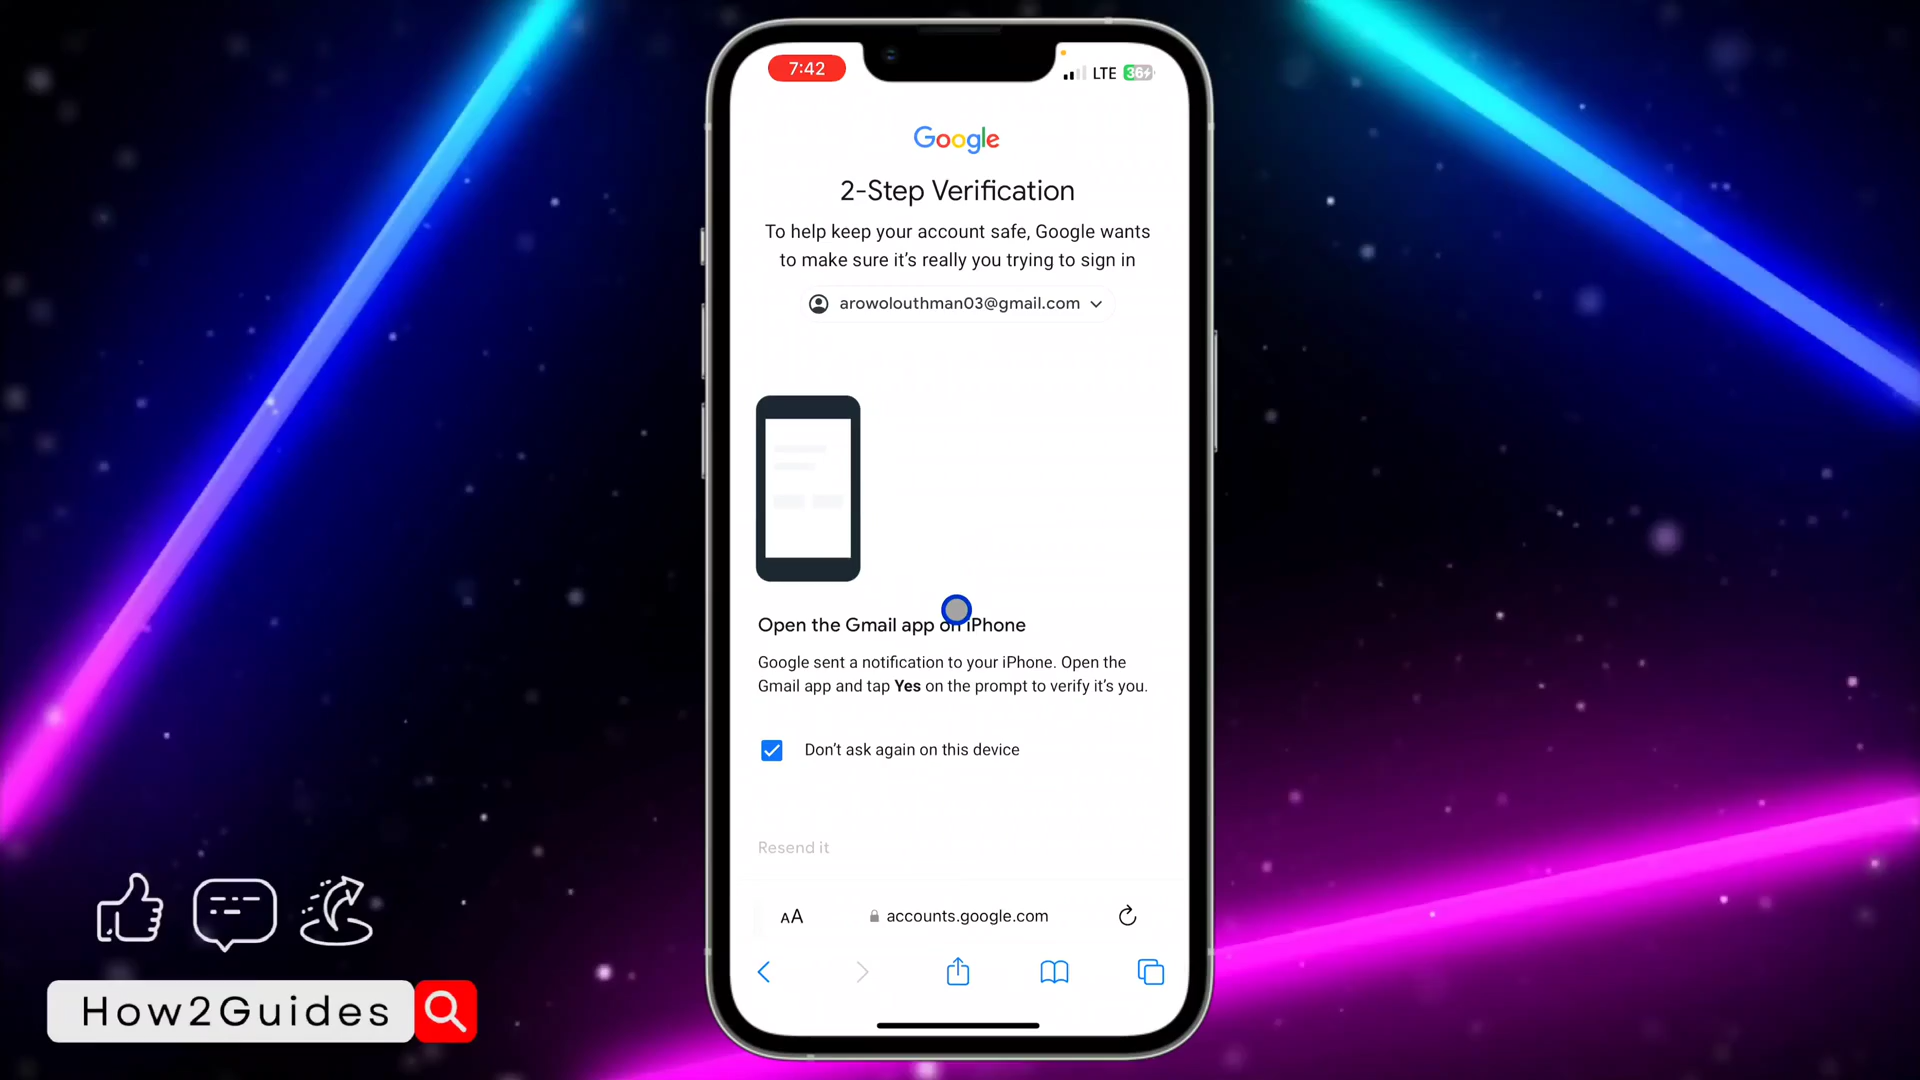 7:42
LTE 36
Google
2-Step Verification
To help keep your account safe, Google wants
to make sure it’s really you trying to sign in
arowolouthman03@gmail.com
Open the Gmail app on iPhone
Google sent a notification to your iPhone. Open the
Gmail app and tap Yes on the prompt to verify it’s you.
Don’t ask again on this device
Resend it
AA accounts.google.com
How2Guides